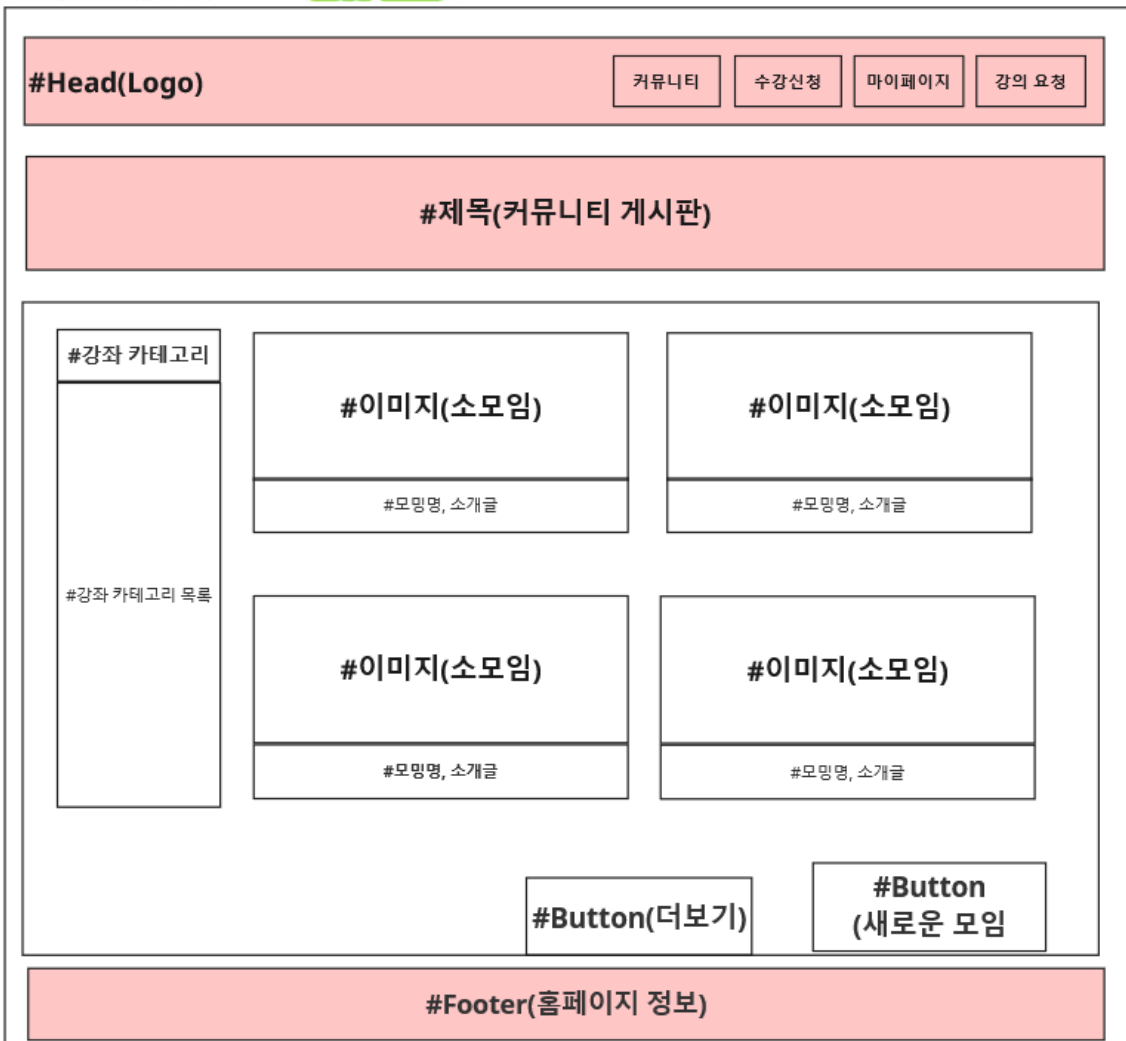 #Head(Logo)
커뮤니티
수강신청
마이페이지
강의 요청
#제목(커뮤니티 게시판)
#강좌 카테고리
#강좌 카테고리 목록
#이미지(소모임)
#모밍명, 소개글
#이미지(소모임)
#모밍명, 소개글
#이미지(소모임)
#모밍명, 소개글
#이미지(소모임)
#모밍명, 소개글
#Button(더보기)
#Button
(새로운 모임
#Footer(홈페이지 정보)